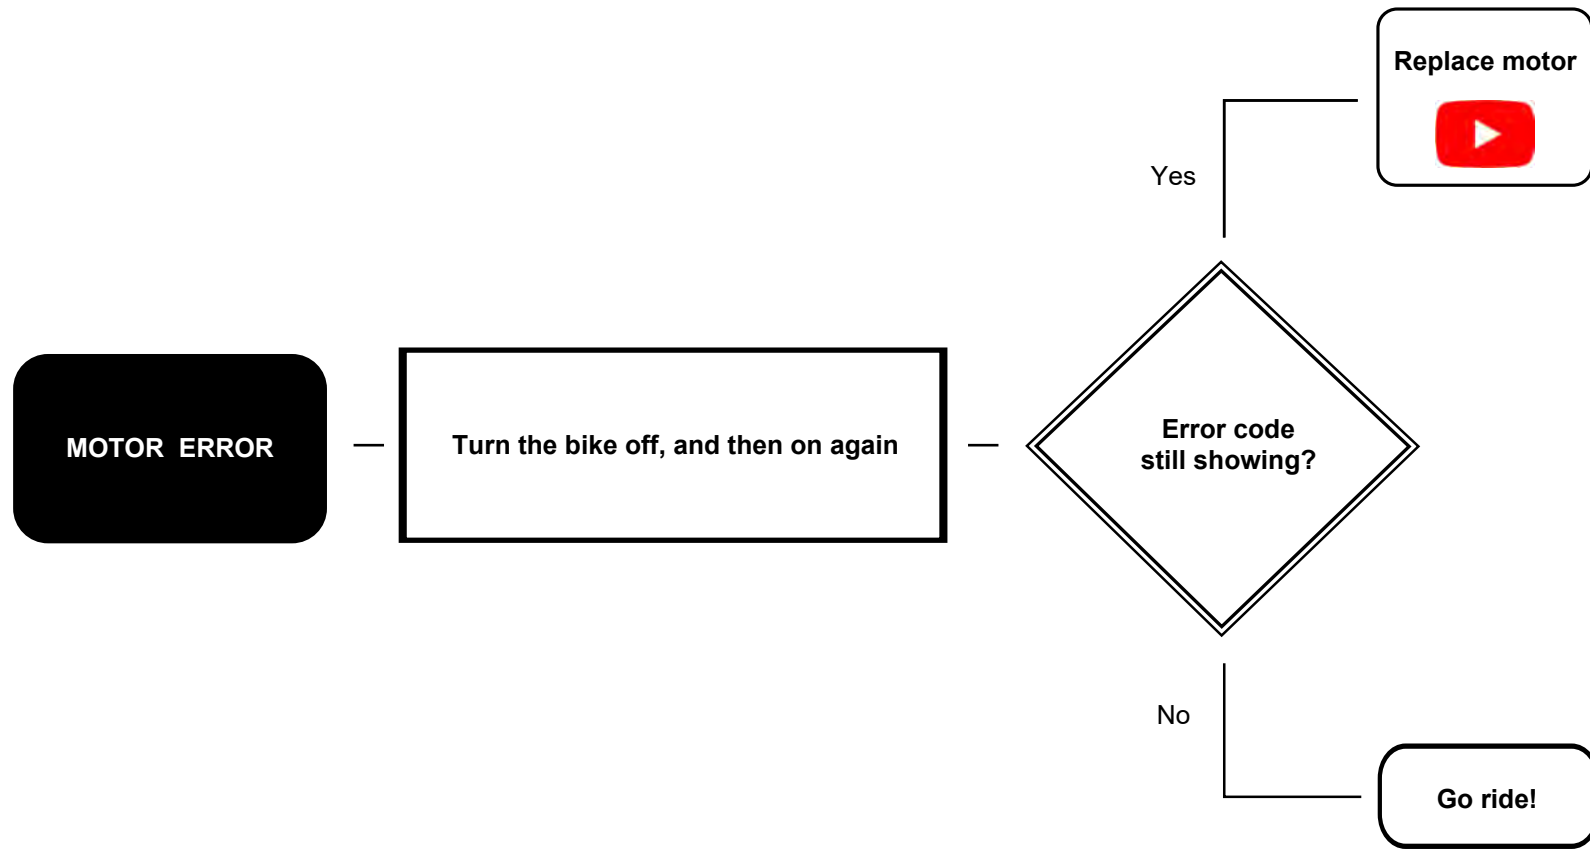 Replace motor
Yes
MOTOR ERROR
Turn the bike off, and then on again
Error code
still showing?
No
Go ride!